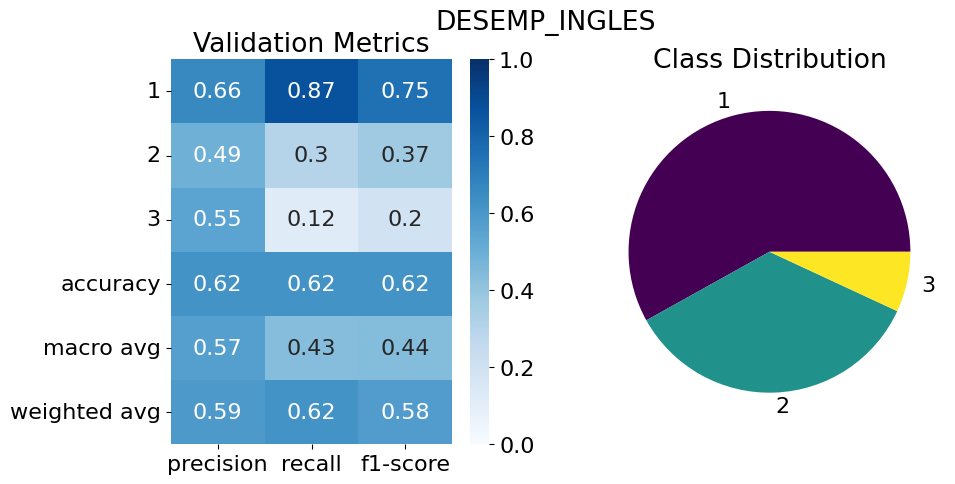 DESEMP_INGLES
Validation Metrics
1 0.66 0.87 0.75
2 0.49 0.3 0.37
3 0.55 0.12 0.2
accuracy 0.62 0.62 0.62
macro avg 0.57 0.43 0.44
weighted avg 0.59 0.62 0.58
precision recall f1-score
1.0
0.8
0.6
0.4
0.2
0.0
Class Distribution
1
2
3